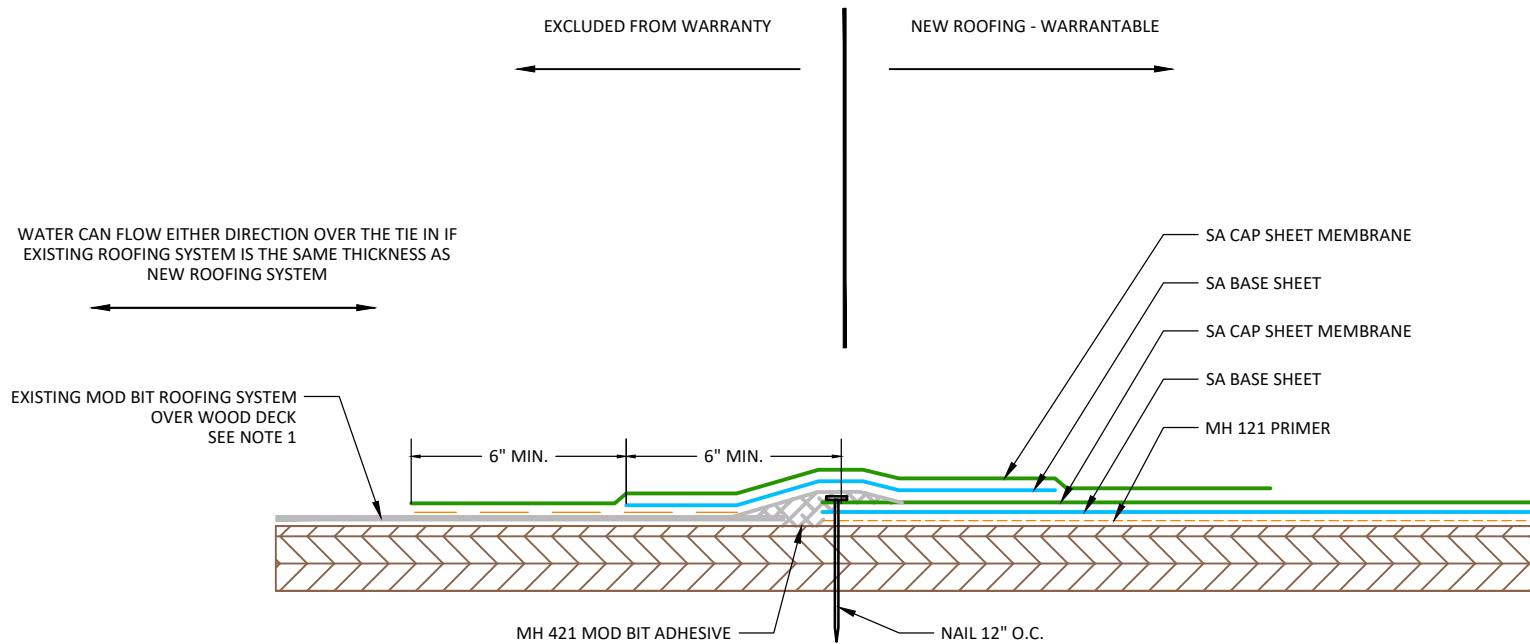 EXCLUDED FROM WARRANTY
NEW ROOFING - WARRANTABLE
WATER CAN FLOW EITHER DIRECTION OVER THE TIE IN IF
EXISTING ROOFING SYSTEM IS THE SAME THICKNESS AS
NEW ROOFING SYSTEM
SA CAP SHEET MEMBRANE
SA BASE SHEET
SA CAP SHEET MEMBRANE
SA BASE SHEET
MH 121 PRIMER
EXISTING MOD BIT ROOFING SYSTEM
OVER WOOD DECK
SEE NOTE 1
6" MIN.
6" MIN.
MH 421 MOD BIT ADHESIVE
NAIL 12" O.C.